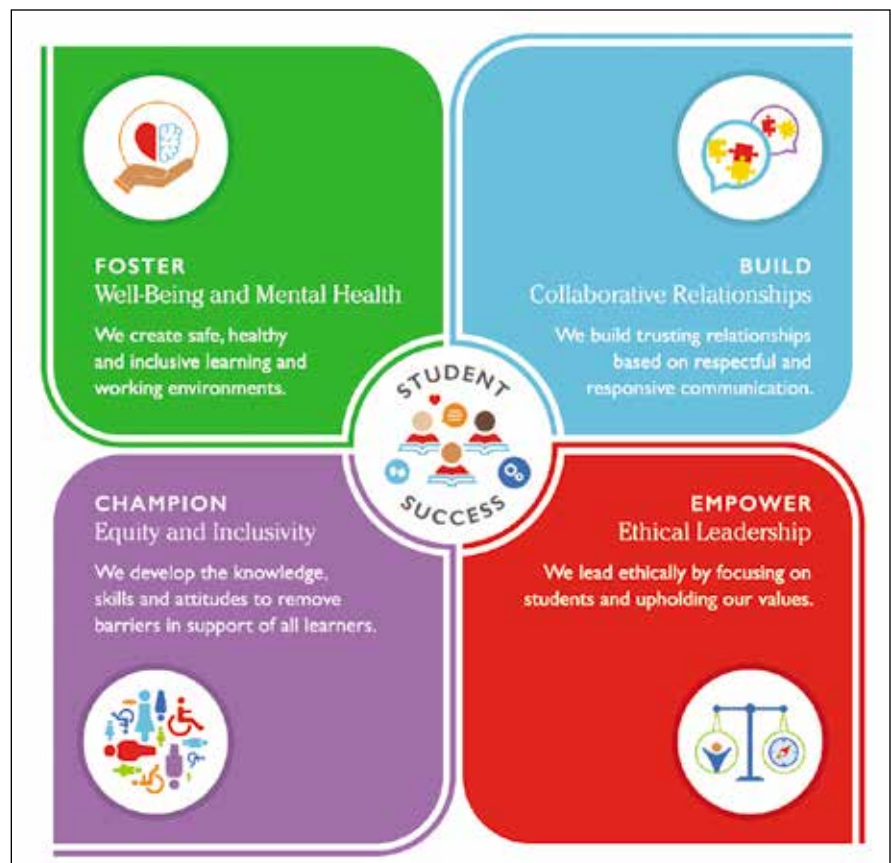 FOSTER
Well-Being and Mental Health
We create safe, healthy
and inclusive learning and
working environments.
BUILD
Collaborative Relationships
We build trusting relationships
based on respectful and
responsive communication.
STUDENT
SUCCESS
CHAMPION
Equity and Inclusivity
We develop the knowledge,
skills and attitudes to remove
barriers in support of all learners.
EMPOWER
Ethical Leadership
We lead ethically by focusing on
students and upholding our values.